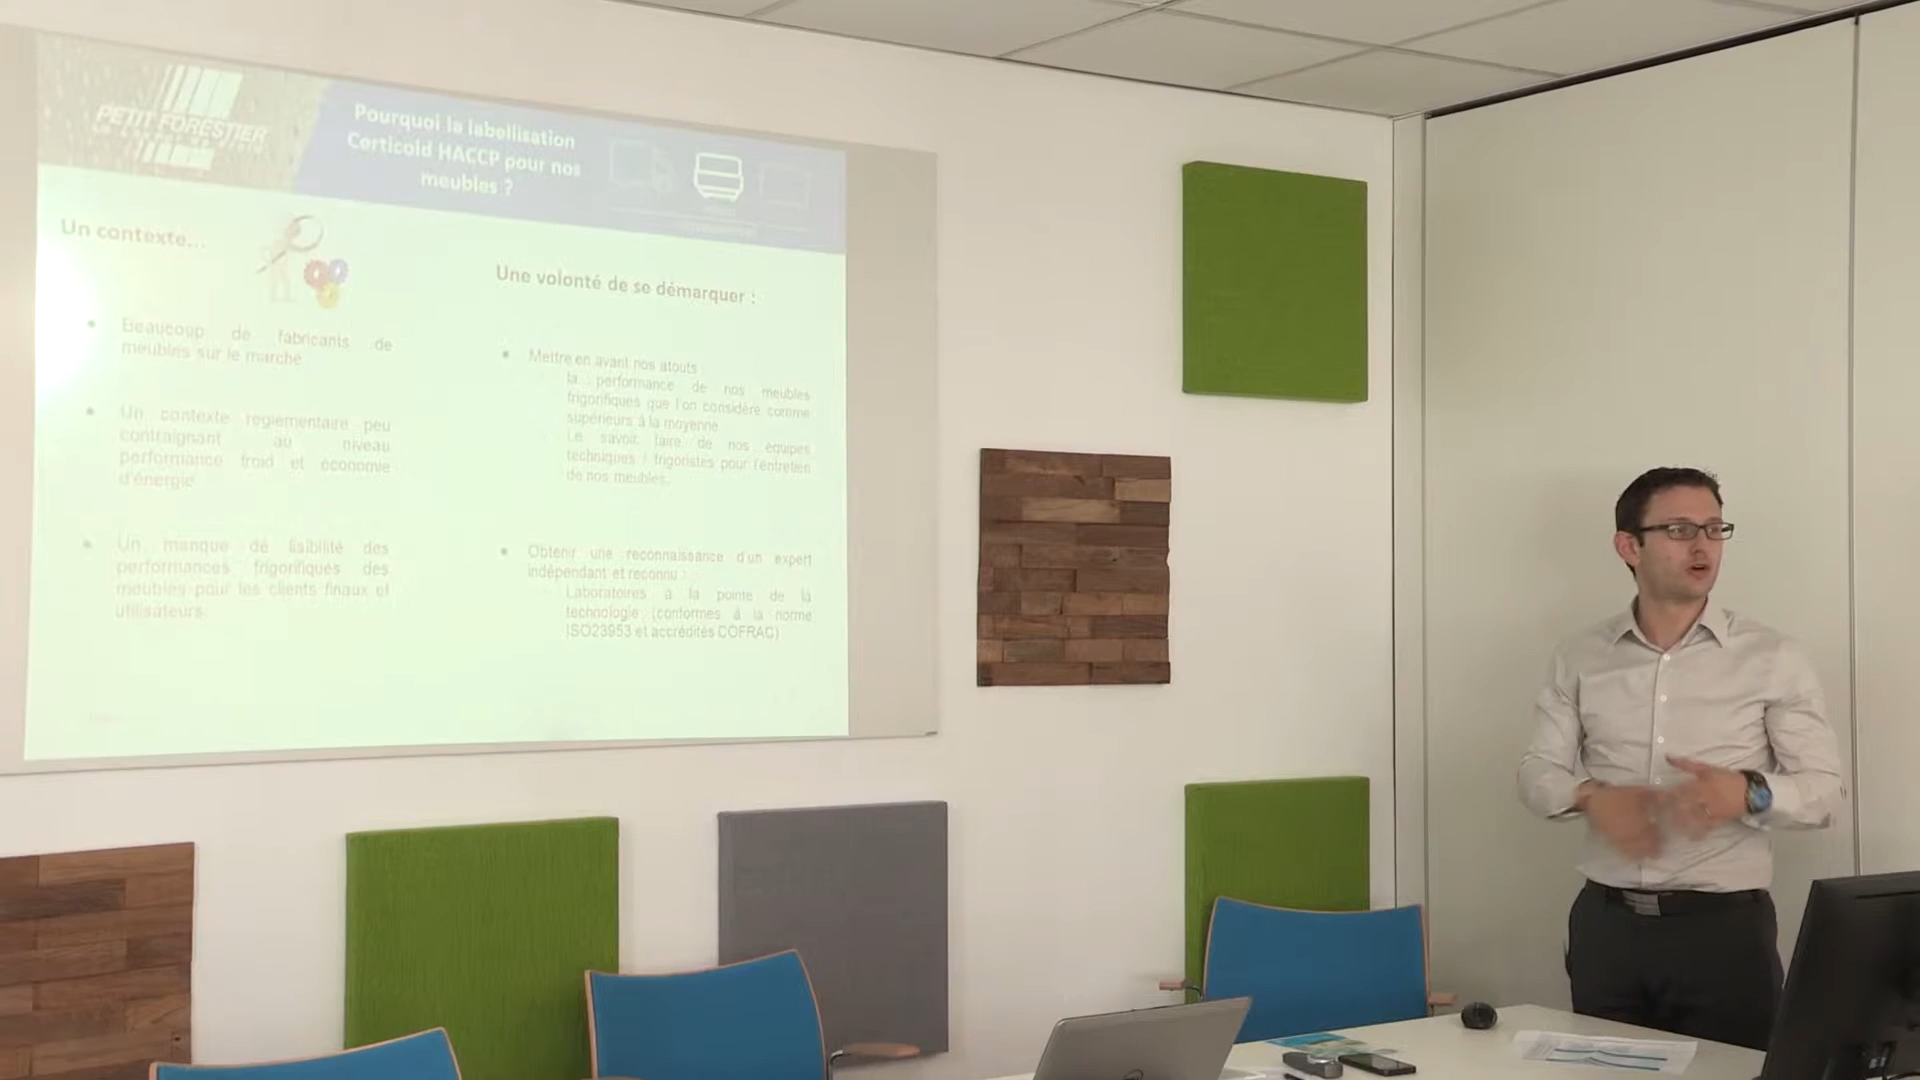 PETIT FORESTIER
Pourquoi la labellisation
Certicold HACCP pour nos
meubles ?
Un contexte...
• Beaucoup de fabricants de
meubles sur le marché
• Un contexte réglementaire peu
contraignant au niveau
performance froid et économie
d'énergie
• Un manque de lisibilité des
performances frigorifiques des
meubles pour les clients finaux et
utilisateurs.
Une volonté de se démarquer :
• Mettre en avant nos atouts
la performance de nos meubles
frigorifiques que l'on considère comme
supérieurs à la moyenne
Le savoir faire de nos équipes
techniques / frigoristes pour l'entretien
de nos meubles.
• Obtenir une reconnaissance d'un expert
indépendant et reconnu :
Laboratoires à la pointe de la
technologie (conformes à la norme
ISO23953 et accrédités COFRAC)